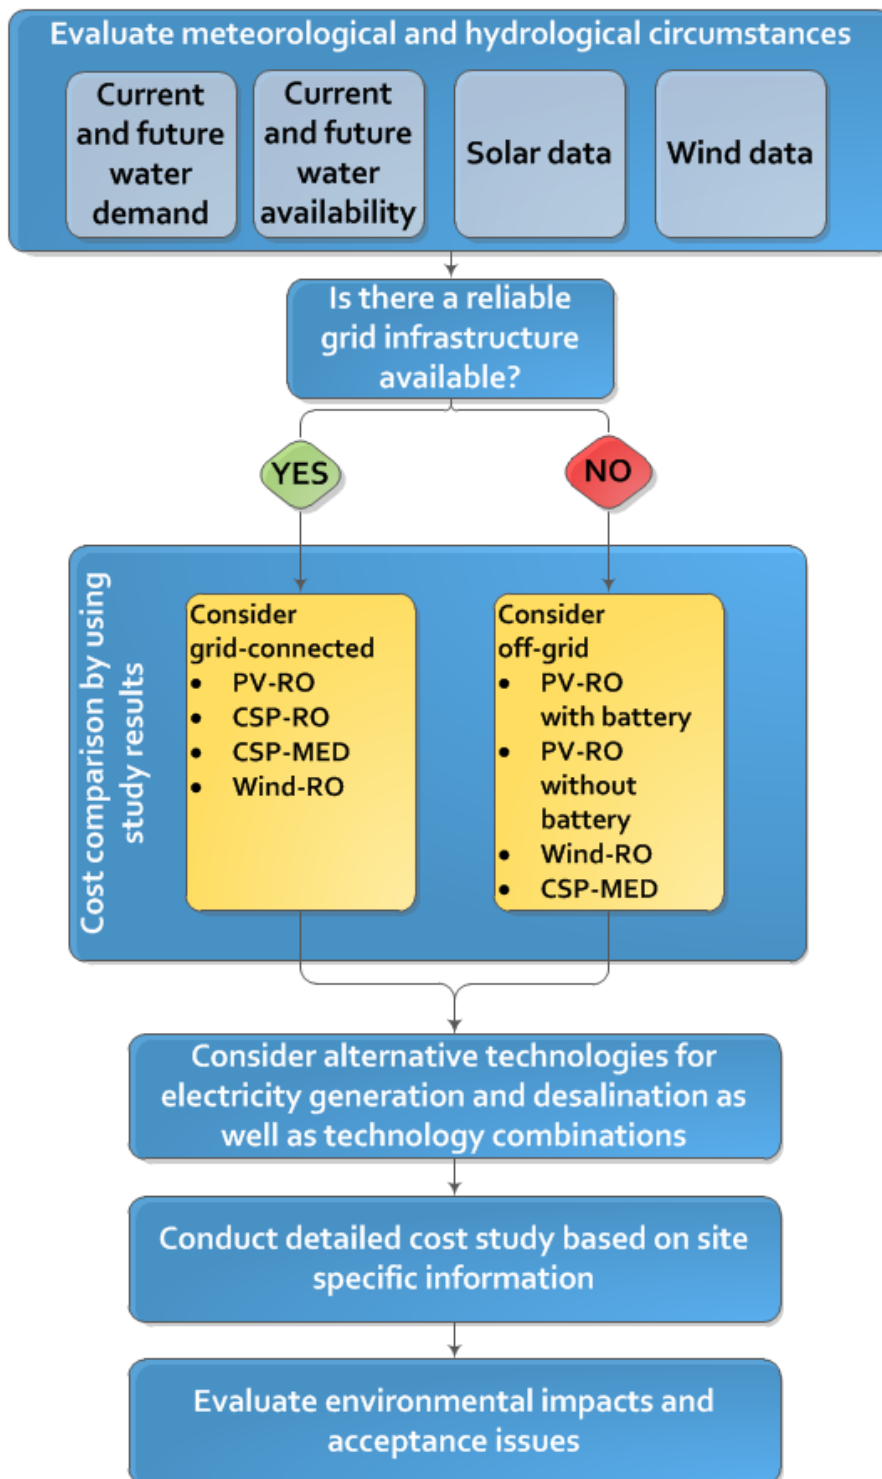 Evaluate meteorological and hydrological circumstances
Current
and future
water
demand
Current
and future
water
availability
Solar data
Wind data
Is there a reliable
grid infrastructure
available?
YES
NO
Cost comparison by using
study results
Consider
grid-connected
• PV-RO
• CSP-RO
• CSP-MED
• Wind-RO
Consider
off-grid
• PV-RO
with battery
• PV-RO
without
battery
• Wind-RO
• CSP-MED
Consider alternative technologies for
electricity generation and desalination as
well as technology combinations
Conduct detailed cost study based on site
specific information
Evaluate environmental impacts and
acceptance issues